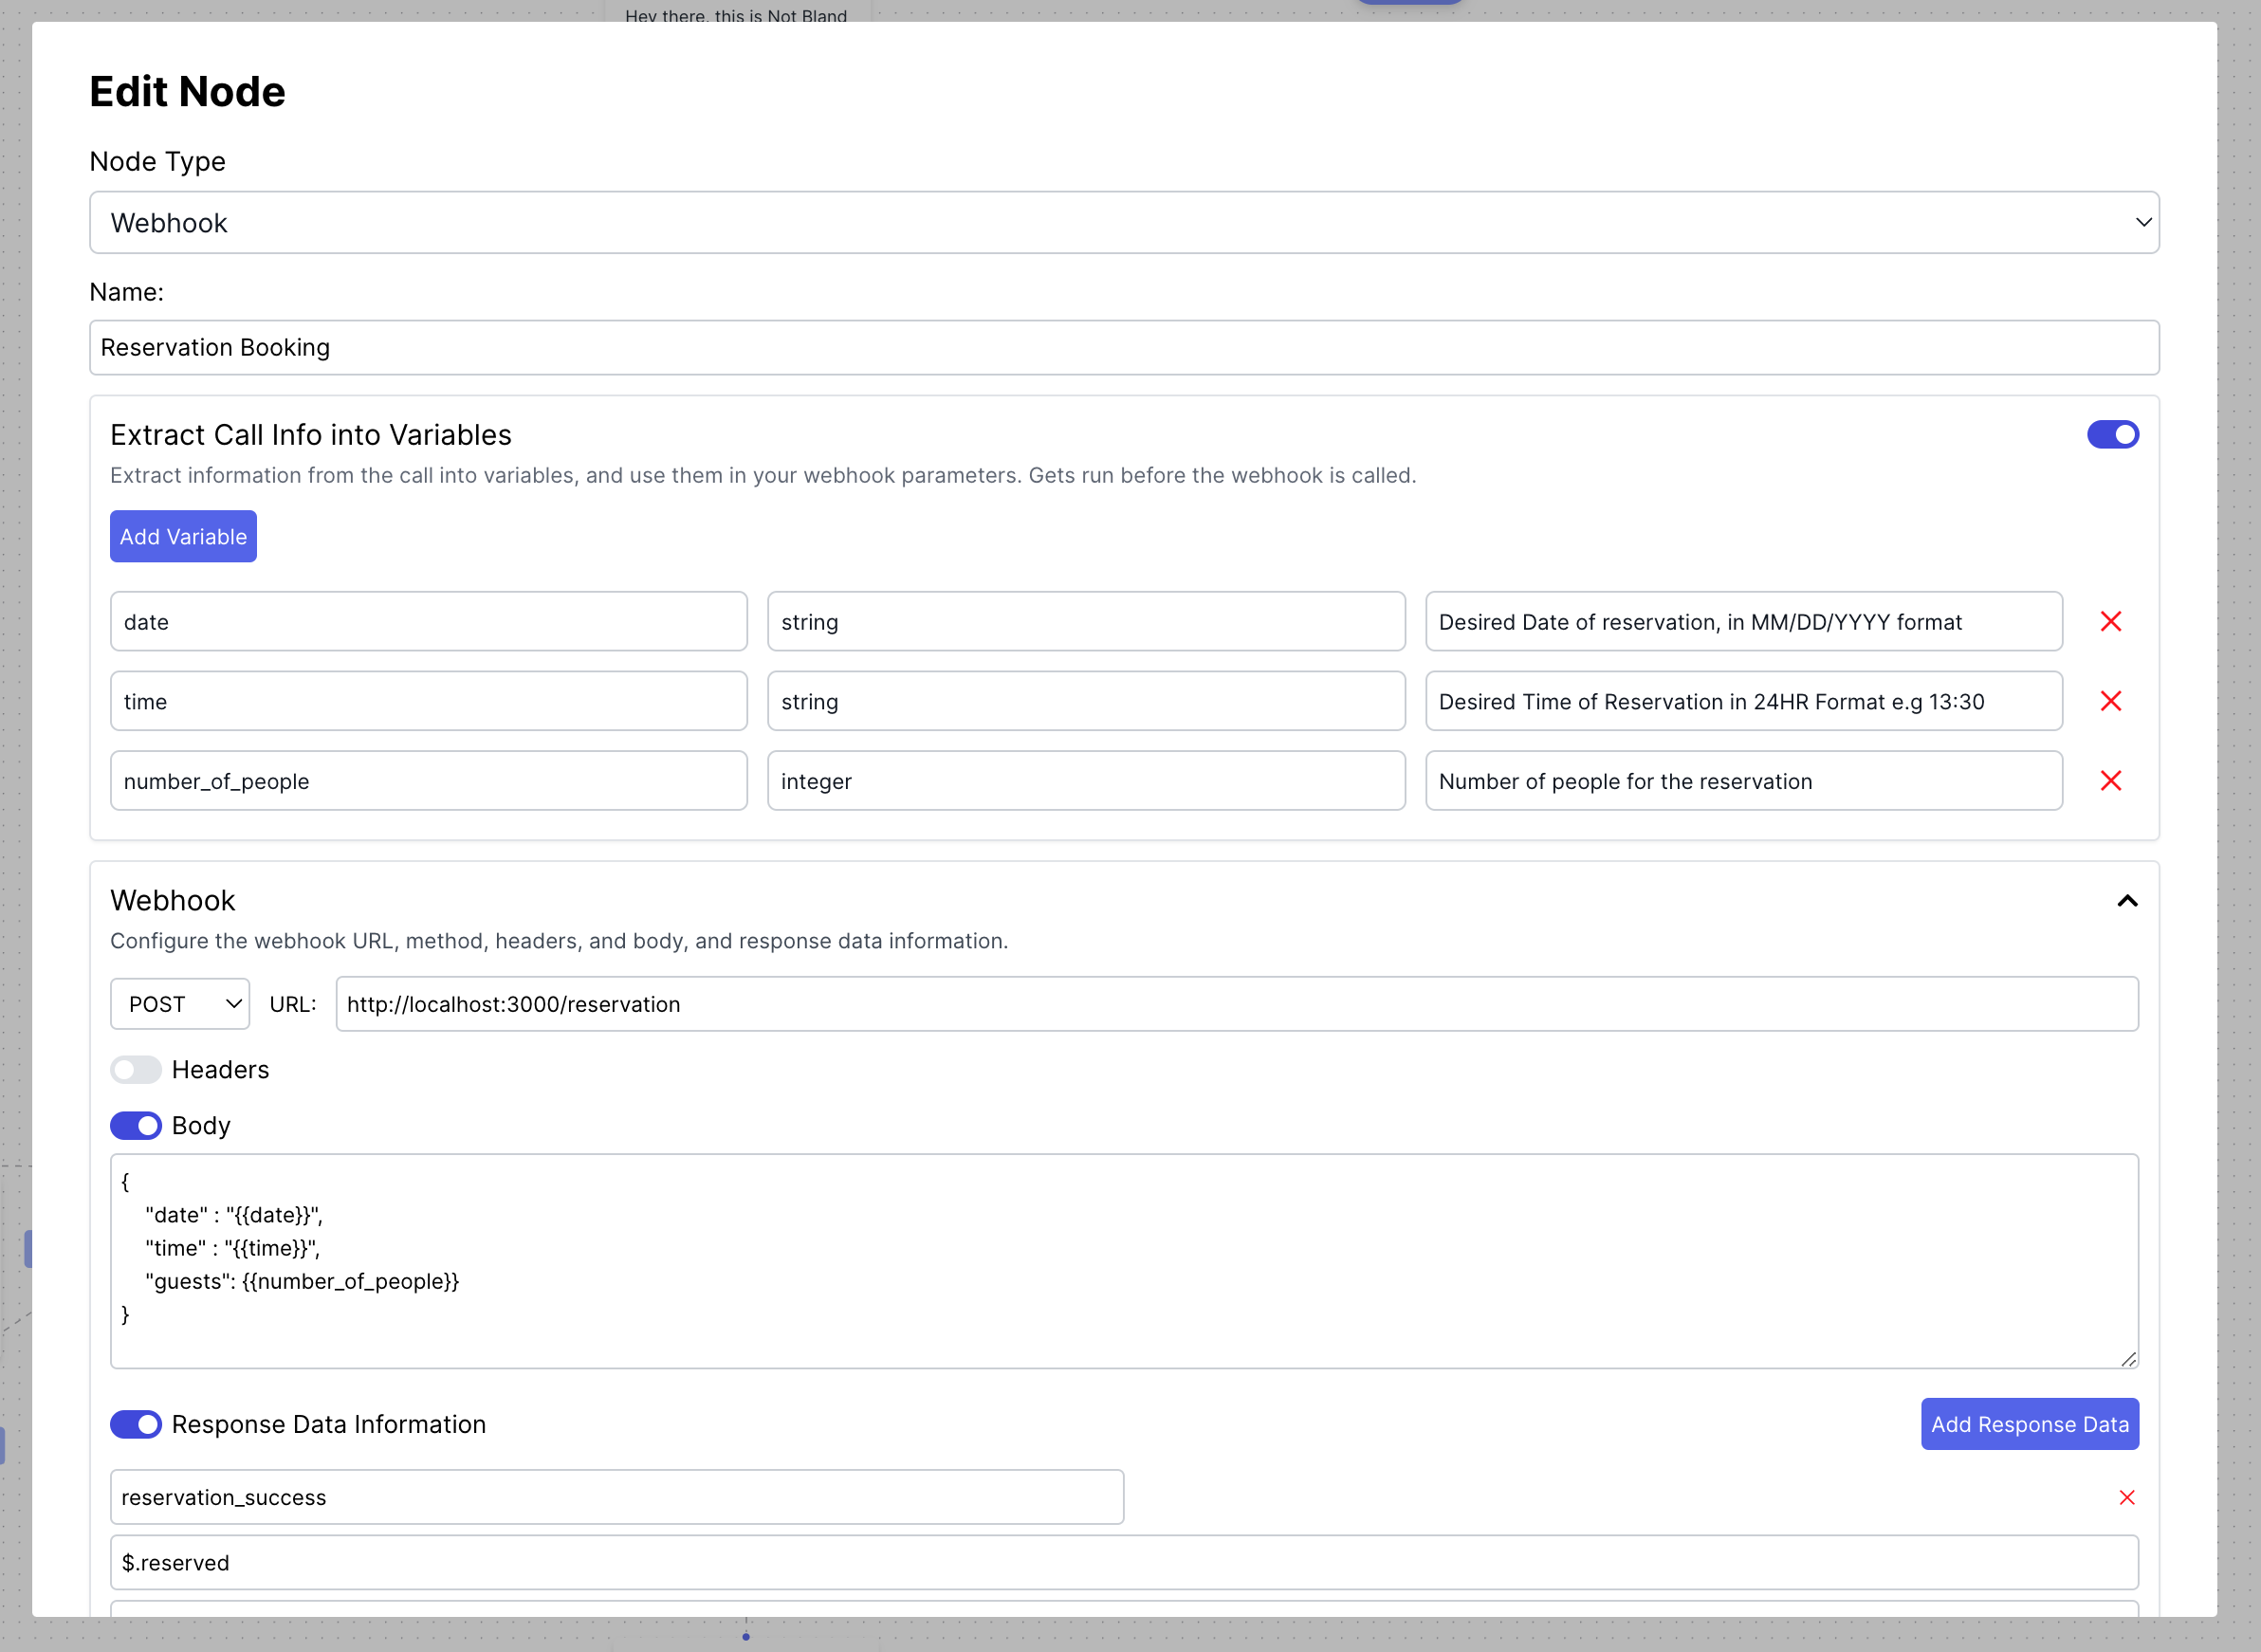 Hey there, this is Not Bland
Edit Node
Node Type
Webhook
Name:
Reservation Booking
Extract Call Info into Variables
Extract information from the call into variables, and use them in your webhook parameters. Gets run before the webhook is called.
Add Variable
date string Desired Date of reservation, in MM/DD/YYYY format
time string Desired Time of Reservation in 24HR Format e.g 13:30
number_of_people integer Number of people for the reservation
Webhook
Configure the webhook URL, method, headers, and body, and response data information.
POST URL: http://localhost:3000/reservation
Headers
Body
{
"date" : "{{date}}",
"time" : "{{time}}",
"guests": {{number_of_people}}
}
Response Data Information Add Response Data
reservation_success
$.reserved